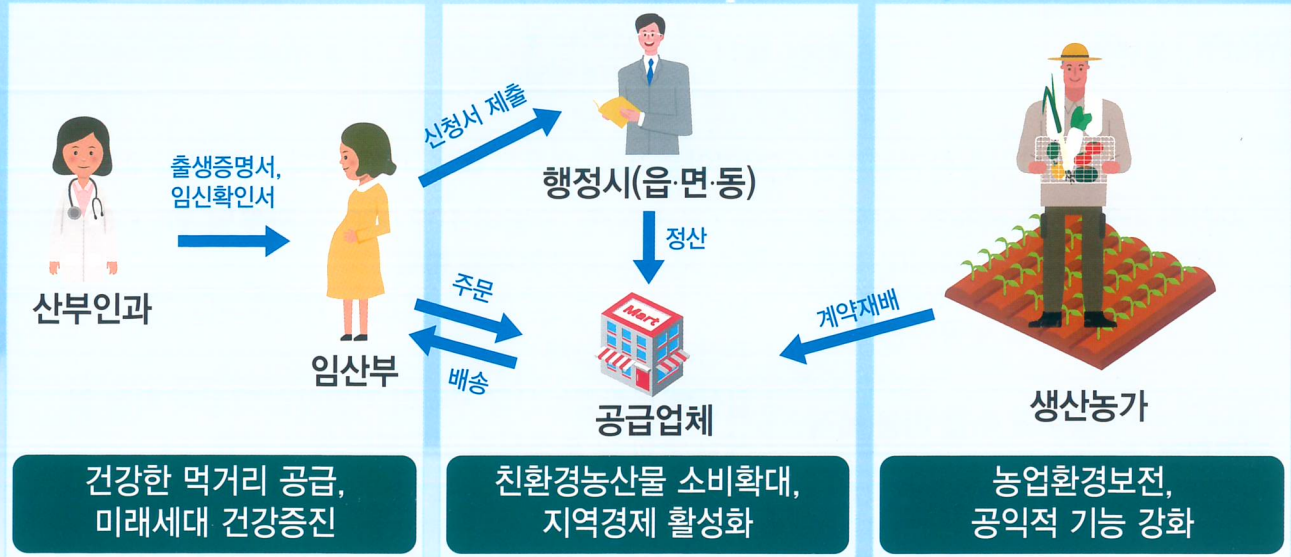 출생증명서,
임신확인서
산부인과
임산부
신청서 제출
행정시(읍·면·동)
정산
주문
배송
Mart
공급업체
계약재배
생산농가
건강한 먹거리 공급,
미래세대 건강증진
친환경농산물 소비확대,
지역경제 활성화
농업환경보전,
공익적 기능 강화